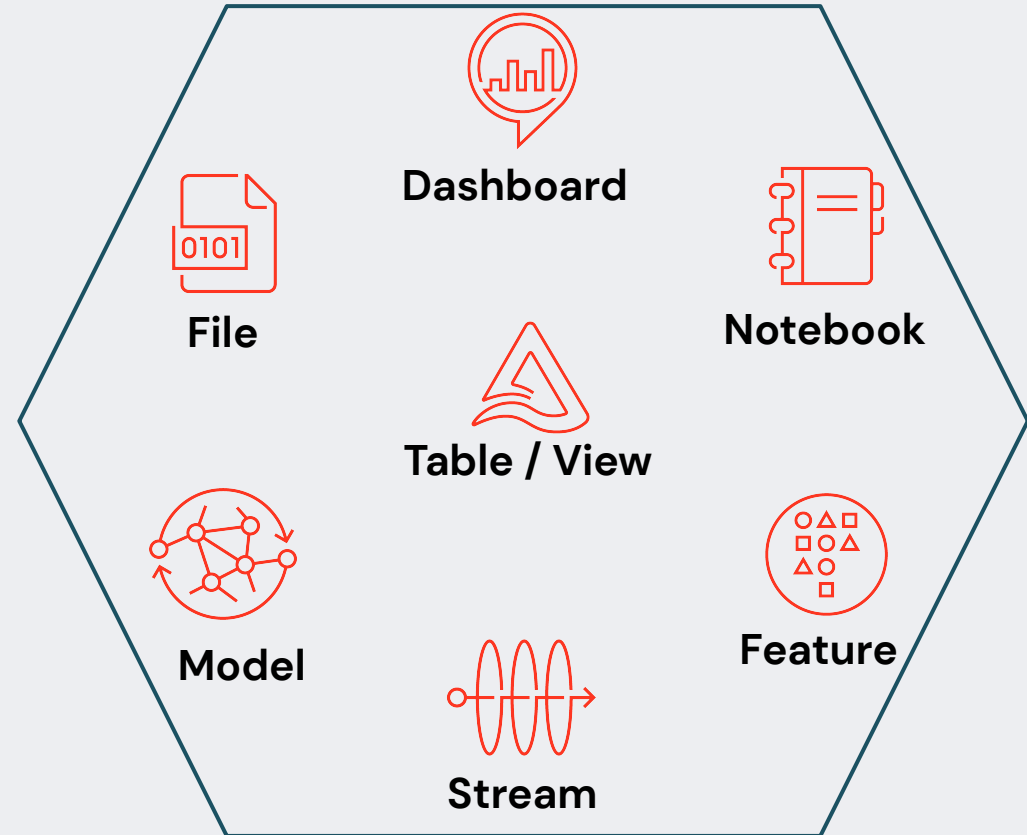 Dashboard
0101
File
Notebook
Table / View
Model
Feature
Stream